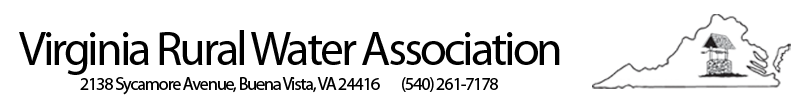 Virginia Rural Water Association
2138 Sycamore Avenue, Buena Vista, VA 24416 (540) 261-7178